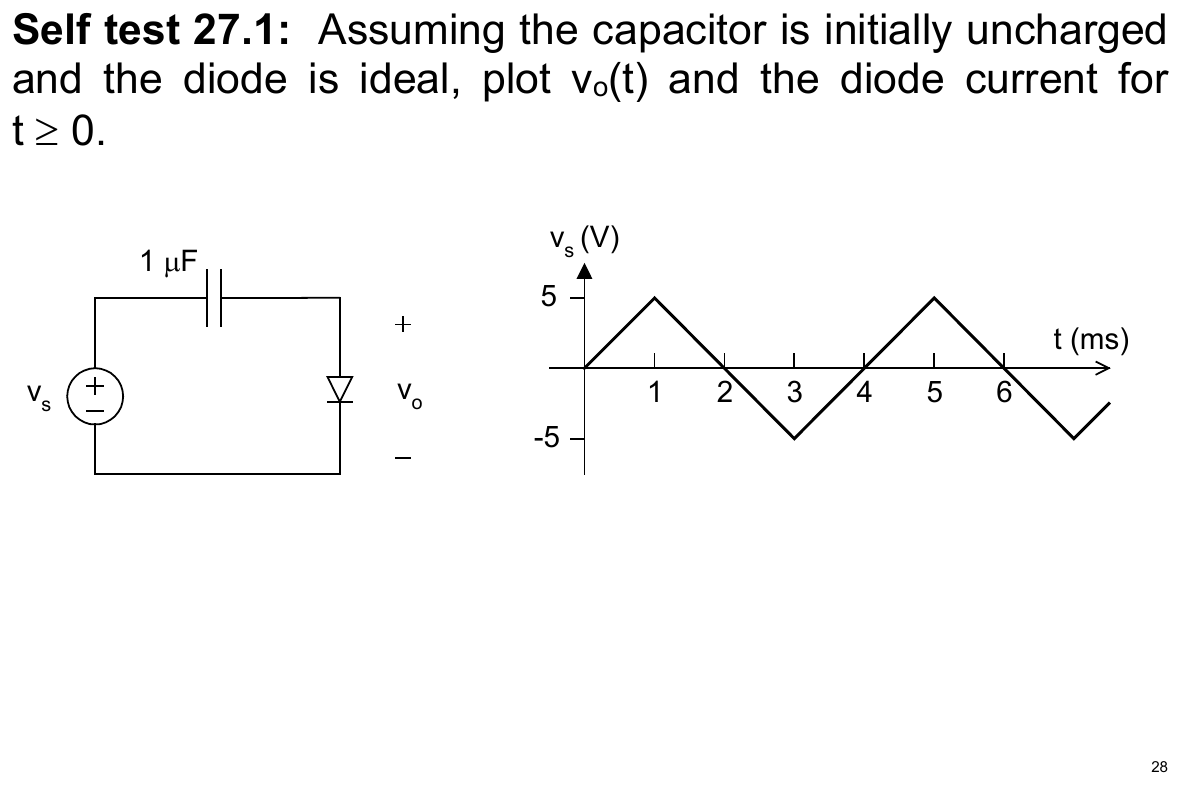 Self test 27.1: Assuming the capacitor is initially uncharged
and the diode is ideal, plot vₒ(t) and the diode current for
t ≥ 0.
vₛ (V)
1 μF
5
+
t (ms)
vₛ
+
−
vₒ
1 2 3 4 5 6
-5
−
28